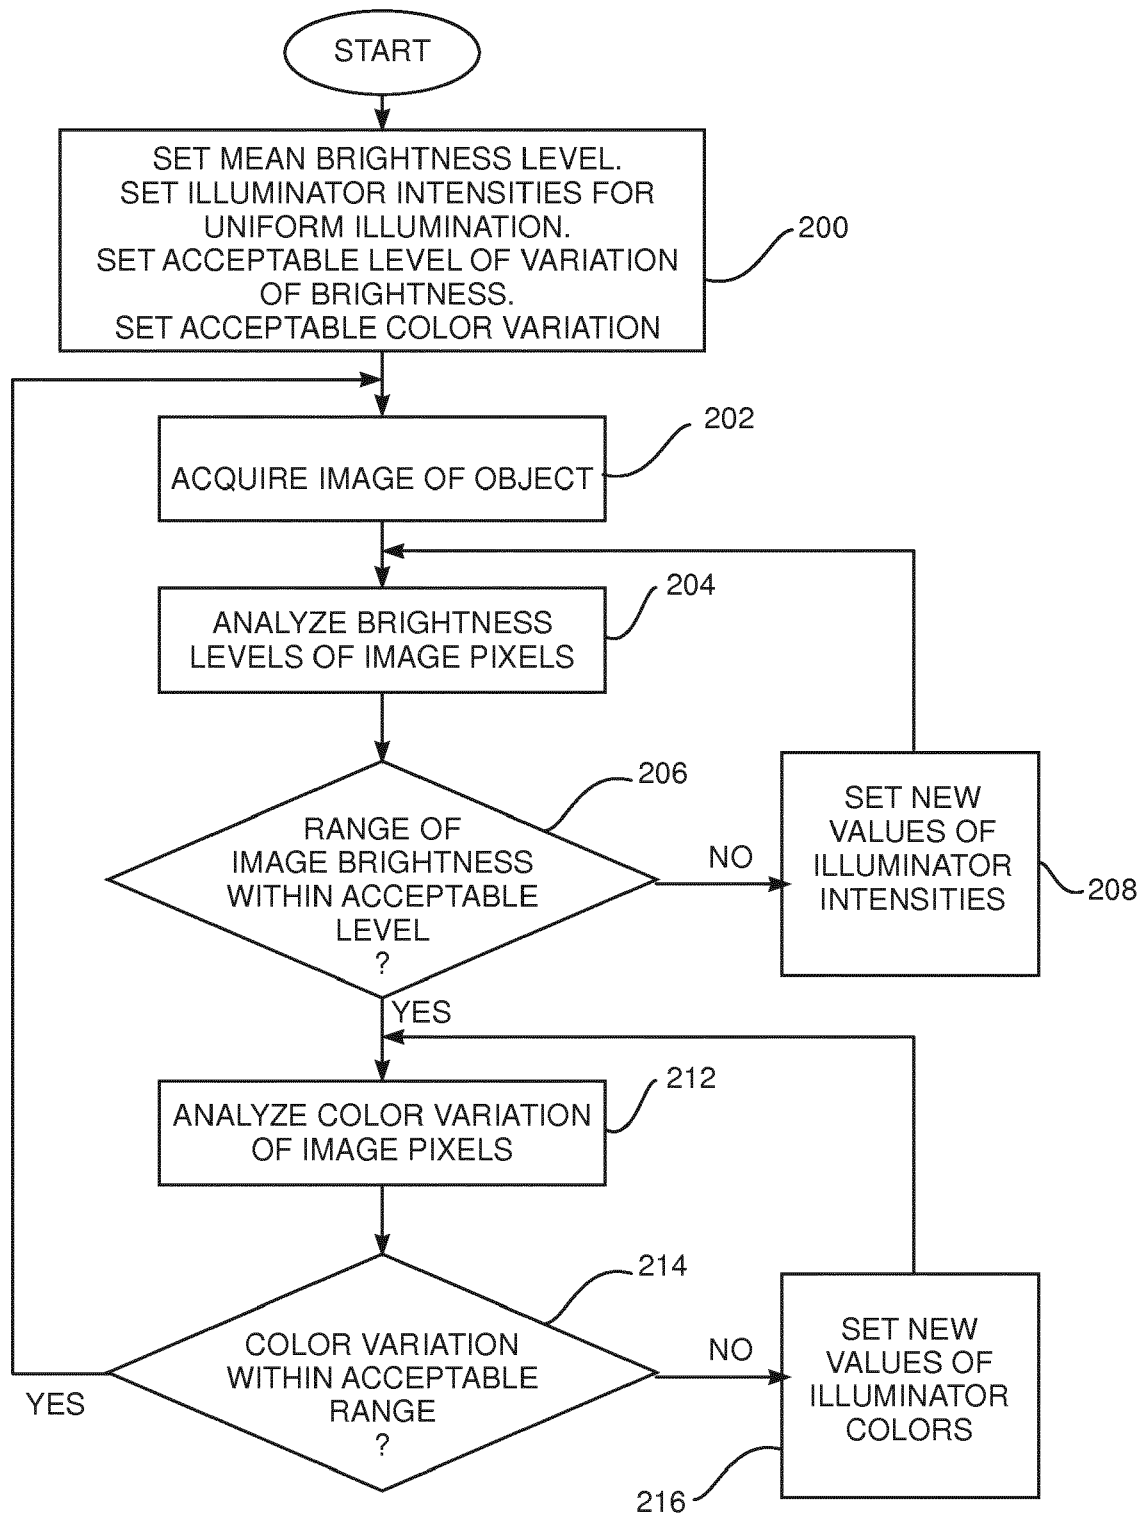 START
SET MEAN BRIGHTNESS LEVEL.
SET ILLUMINATOR INTENSITIES FOR
UNIFORM ILLUMINATION.
SET ACCEPTABLE LEVEL OF VARIATION
OF BRIGHTNESS.
SET ACCEPTABLE COLOR VARIATION
200
202
ACQUIRE IMAGE OF OBJECT
204
ANALYZE BRIGHTNESS
LEVELS OF IMAGE PIXELS
206
RANGE OF
IMAGE BRIGHTNESS
WITHIN ACCEPTABLE
LEVEL
?
NO
SET NEW
VALUES OF
ILLUMINATOR
INTENSITIES
208
YES
212
ANALYZE COLOR VARIATION
OF IMAGE PIXELS
214
COLOR VARIATION
WITHIN ACCEPTABLE
RANGE
?
YES
NO
SET NEW
VALUES OF
ILLUMINATOR
COLORS
216